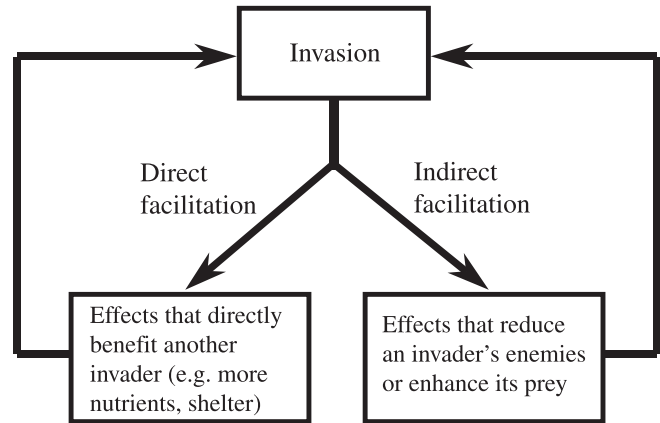 Invasion
Direct
facilitation
Indirect
facilitation
Effects that directly
benefit another
invader (e.g. more
nutrients, shelter)
Effects that reduce
an invader's enemies
or enhance its prey